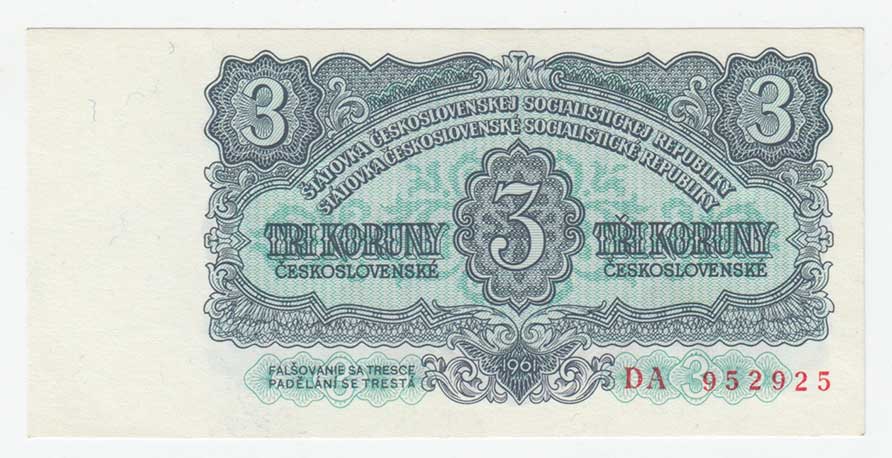 3
3
ŠTÁTOVKA ČESKOSLOVENSKEJ SOCIALISTICKEJ REPUBLIKY
STÁTOVKA ČESKOSLOVENSKÉ SOCIALISTICKÉ REPUBLIKY
TRI KORUNY
ČESKOSLOVENSKÉ
3
TŘI KORUNY
ČESKOSLOVENSKÉ
FALŠOVANIE SA TRESCE
PADĚLÁNÍ SE TRESTÁ
1961
DA 952925